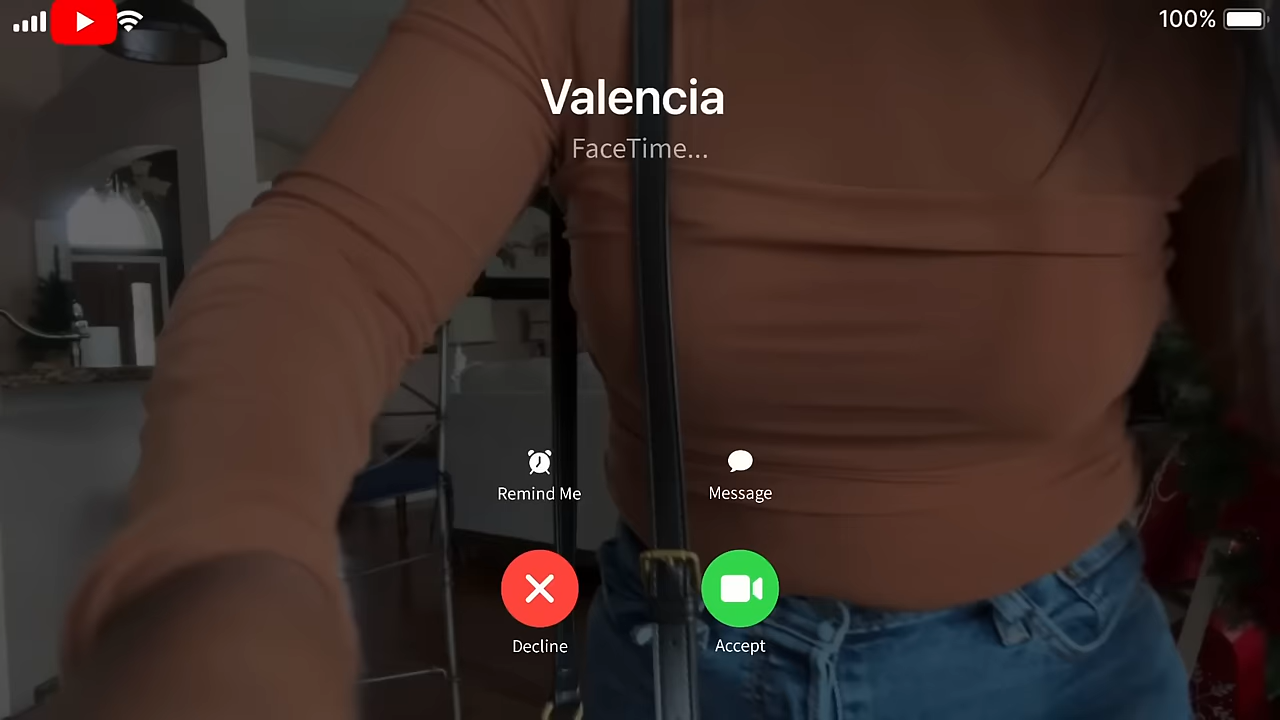 100%
Valencia
FaceTime...
Remind Me
Message
Decline
Accept